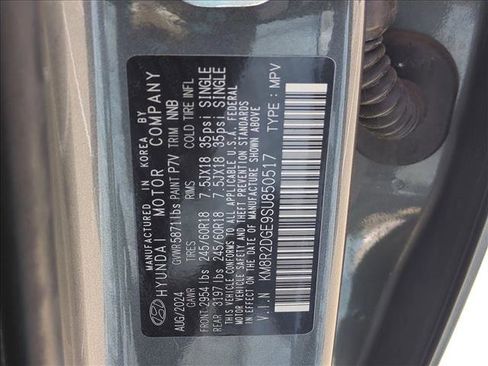 MANUFACTURED IN KOREA BY
HYUNDAI MOTOR COMPANY
GVWR 5871 lbs PAINT P7V TRIM NNB
AUG/2024 GAWR TIRES RIMS COLD TIRE INFL
FRONT 2954 lbs 245/60R18 7.5JX18 35psi SINGLE
REAR 3197 lbs 245/60R18 7.5JX18 35psi SINGLE
THIS VEHICLE CONFORMS TO ALL APPLICABLE U.S.A. FEDERAL
MOTOR VEHICLE SAFETY AND THEFT PREVENTION STANDARDS
IN EFFECT ON THE DATE OF MANUFACTURE SHOWN ABOVE.
V.I.N KM8R2DGE9SU850517 TYPE : MPV